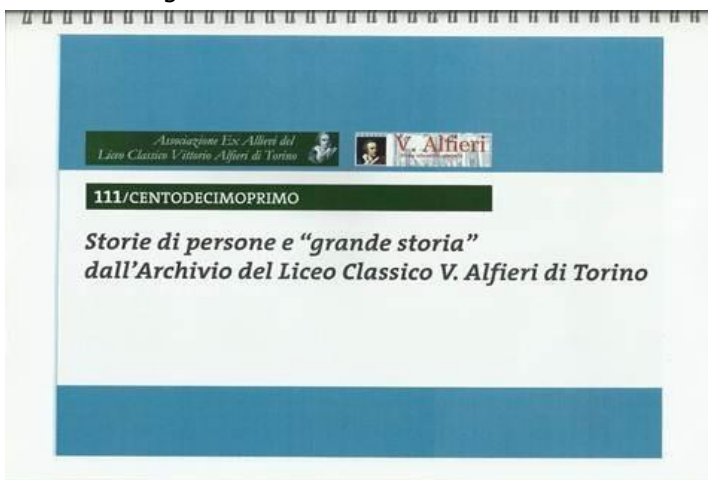 Associazione Ex Allievi del
Liceo Classico Vittorio Alfieri di Torino
V. Alfieri
111/CENTODECIMOPRIMO
Storie di persone e “grande storia”
dall’Archivio del Liceo Classico V. Alfieri di Torino